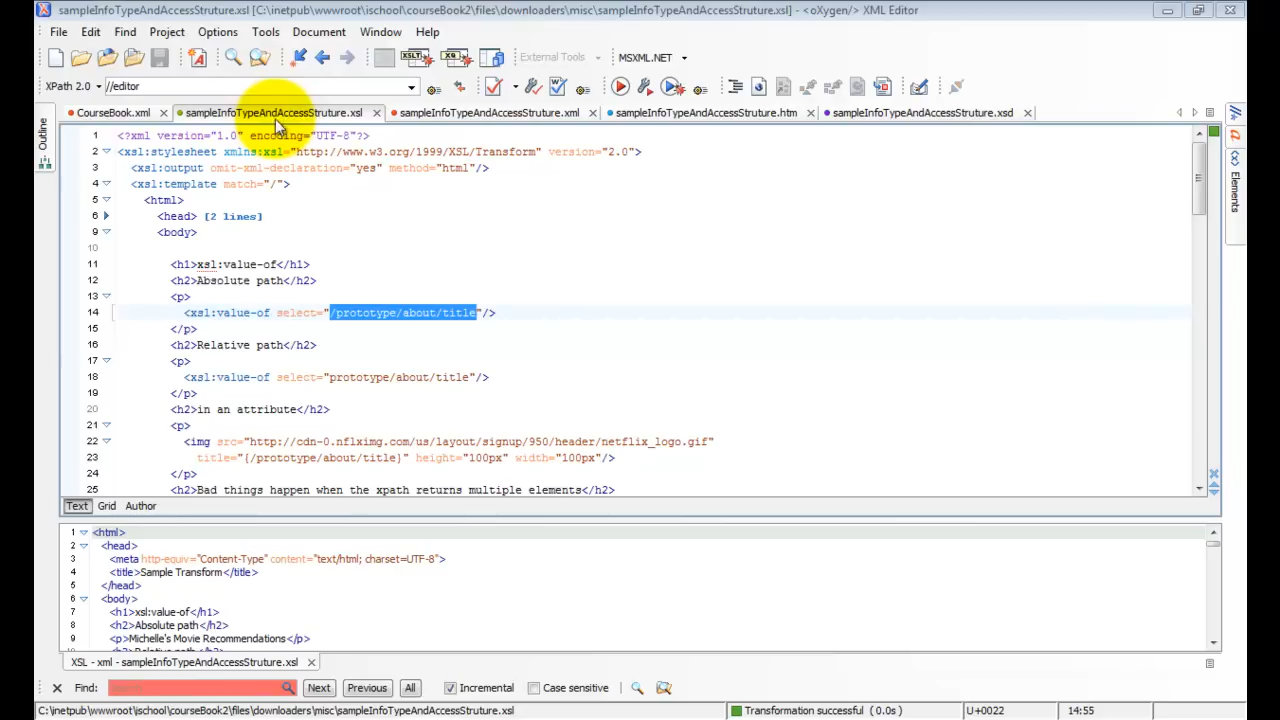 sampleInfoTypeAndAccessStruture.xsl [C:\inetpub\wwwroot\ischool\courseBook2\files\downloaders\misc\sampleInfoTypeAndAccessStruture.xsl] - <oXygen/> XML Editor
File Edit Find Project Options Tools Document Window Help
XSLT XQ External Tools MSXML.NET
XPath 2.0 //editor
CourseBook.xml sampleInfoTypeAndAccessStruture.xsl sampleInfoTypeAndAccessStruture.xml sampleInfoTypeAndAccessStruture.htm sampleInfoTypeAndAccessStruture.xsd
Outline
Elements
1 <?xml version="1.0" encoding="UTF-8"?>
2 <xsl:stylesheet xmlns:xsl="http://www.w3.org/1999/XSL/Transform" version="2.0">
3 <xsl:output omit-xml-declaration="yes" method="html"/>
4 <xsl:template match="/">
5 <html>
6 <head> [2 lines]
9 <body>
10
11 <h1>xsl:value-of</h1>
12 <h2>Absolute path</h2>
13 <p>
14 <xsl:value-of select="/prototype/about/title"/>
15 </p>
16 <h2>Relative path</h2>
17 <p>
18 <xsl:value-of select="prototype/about/title"/>
19 </p>
20 <h2>in an attribute</h2>
21 <p>
22 <img src="http://cdn-0.nflximg.com/us/layout/signup/950/header/netflix_logo.gif"
23 title="{/prototype/about/title}" height="100px" width="100px"/>
24 </p>
25 <h2>Bad things happen when the xpath returns multiple elements</h2>
Text Grid Author
1 <html>
2 <head>
3 <meta http-equiv="Content-Type" content="text/html; charset=UTF-8">
4 <title>Sample Transform</title>
5 </head>
6 <body>
7 <h1>xsl:value-of</h1>
8 <h2>Absolute path</h2>
9 <p>Michelle's Movie Recommendations</p>
XSL - xml - sampleInfoTypeAndAccessStruture.xsl
Find: Next Previous All Incremental Case sensitive
C:\inetpub\wwwroot\ischool\courseBook2\files\downloaders\misc\sampleInfoTypeAndAccessStruture.xsl Transformation successful (0.0s) U+0022 14:55